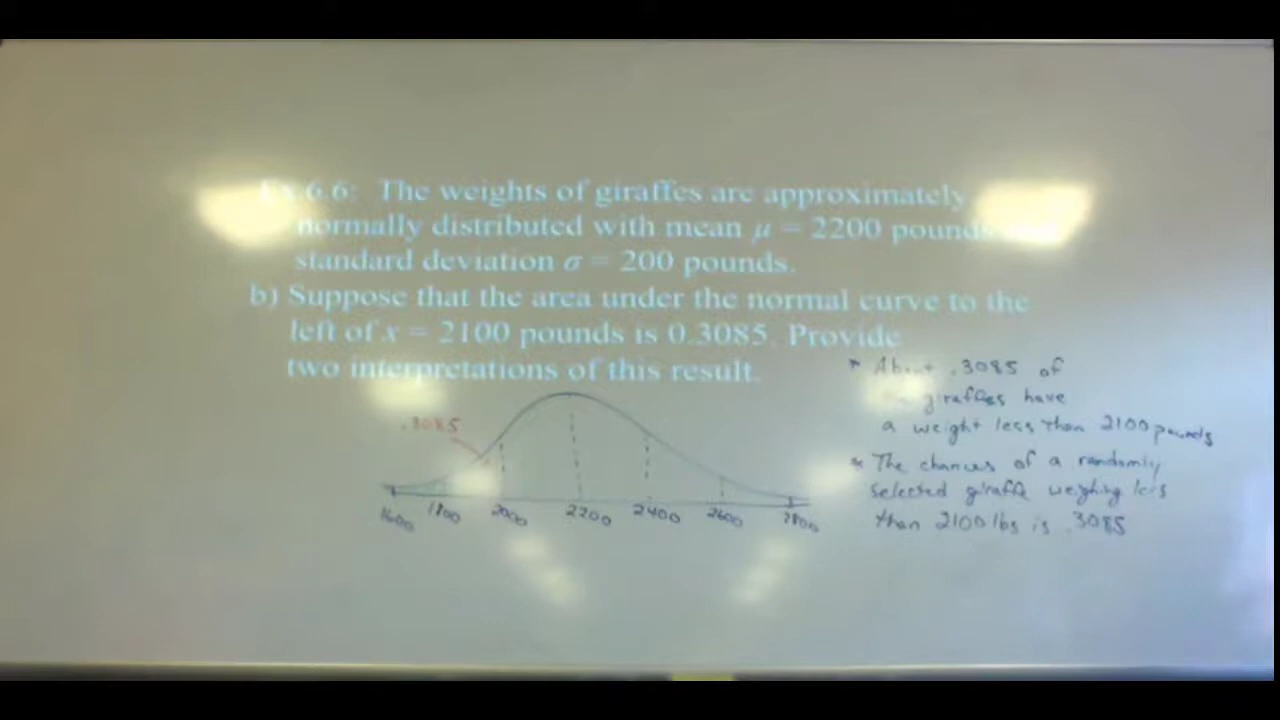 Ex.6.6: The weights of giraffes are approximately
normally distributed with mean μ = 2200 pounds
standard deviation σ = 200 pounds.
b) Suppose that the area under the normal curve to the
left of x = 2100 pounds is 0.3085. Provide
two interpretations of this result.
* About .3085 of
giraffes have
a weight less than 2100 pounds
* The chances of a randomly
selected giraffe weighing less
than 2100 lbs is .3085
.3085
1600 1800 2000 2200 2400 2600 2800